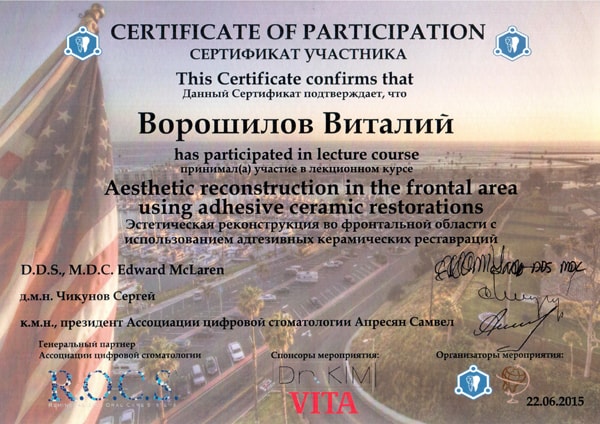 CERTIFICATE OF PARTICIPATION
СЕРТИФИКАТ УЧАСТНИКА
This Certificate confirms that
Данный Сертификат подтверждает, что
Ворошилов Виталий
has participated in lecture course
принимал(а) участие в лекционном курсе
Aesthetic reconstruction in the frontal area
using adhesive ceramic restorations
Эстетическая реконструкция во фронтальной области с
использованием адгезивных керамических реставраций
D.D.S., M.D.C. Edward McLaren
д.м.н. Чикунов Сергей
к.м.н., президент Ассоциации цифровой стоматологии Апресян Самвел
Генеральный партнер
Ассоциации цифровой стоматологии
R.O.C.S.
Спонсоры мероприятия:
Dr. KIM
VITA
Организаторы мероприятия:
22.06.2015